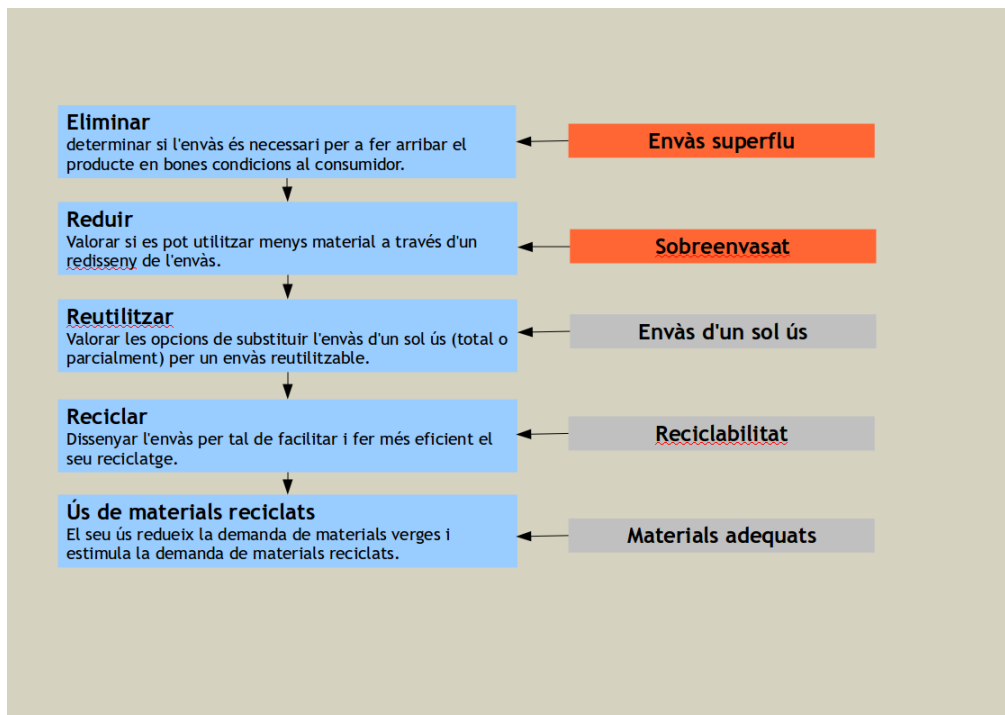 Eliminar
determinar si l'envàs és necessari per a fer arribar el
producte en bones condicions al consumidor.
Envàs superflu
Reduir
Valorar si es pot utilitzar menys material a través d'un
redisseny de l'envàs.
Sobreenvasat
Reutilitzar
Valorar les opcions de substituir l'envàs d'un sol ús (total o
parcialment) per un envàs reutilitzable.
Envàs d'un sol ús
Reciclar
Dissenyar l'envàs per tal de facilitar i fer més eficient el
seu reciclatge.
Reciclabilitat
Ús de materials reciclats
El seu ús redueix la demanda de materials verges i
estimula la demanda de materials reciclats.
Materials adequats